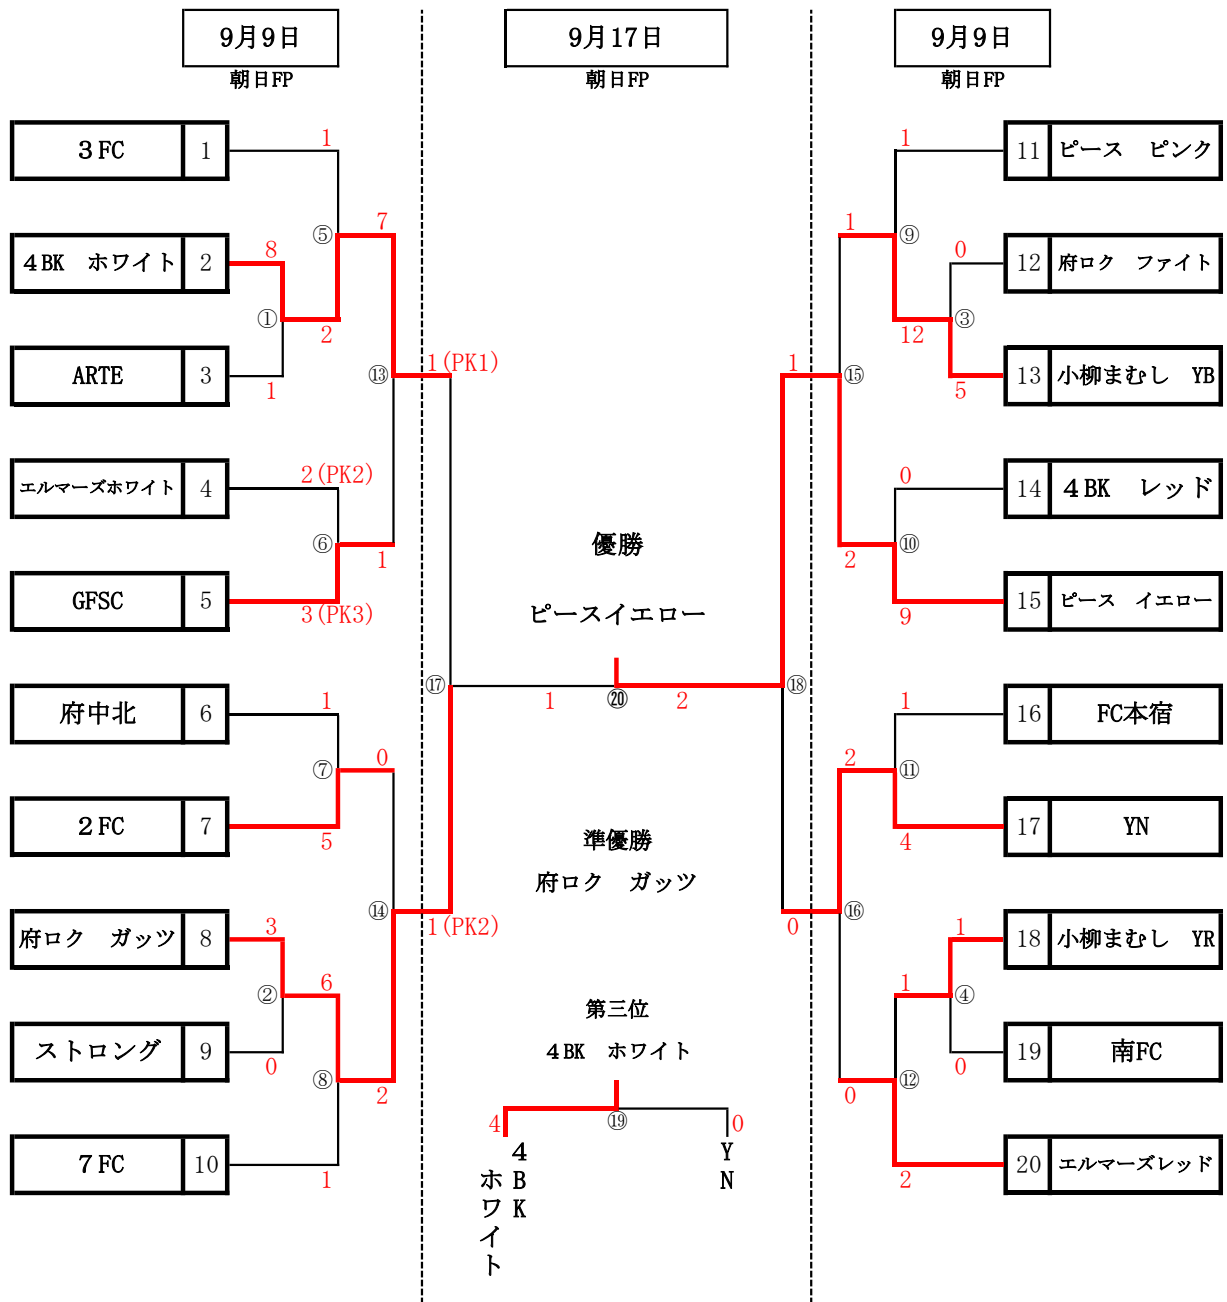 9月9日
9月17日
9月9日
朝日FP
朝日FP
朝日FP
３FC 1
1
1
11 ピース　ピンク
４BK　ホワイト 2
8
⑤
7
1
⑨
0
12 府ロク　ファイト
①
2
12
③
ARTE 3
1
⑬
1(PK1)
1
⑮
5
13 小柳まむし　YB
エルマーズホワイト 4
2(PK2)
0
14 ４BK　レッド
⑥
1
優勝
2
⑩
GFSC 5
3(PK3)
ピースイエロー
9
15 ピース　イエロー
⑰
1
⑳
2
⑱
府中北 6
1
1
16 FC本宿
⑦
0
2
⑪
２FC 7
5
準優勝
4
17 YN
府ロク　ガッツ
府ロク　ガッツ 8
3
⑭
1(PK2)
0
⑯
1
18 小柳まむし　YR
②
6
1
④
ストロング 9
0
第三位
４BK　ホワイト
0
19 南FC
⑧
2
0
⑫
７FC 10
1
4
⑲
0
2
20 エルマーズレッド
４BK
ホワイト
YN